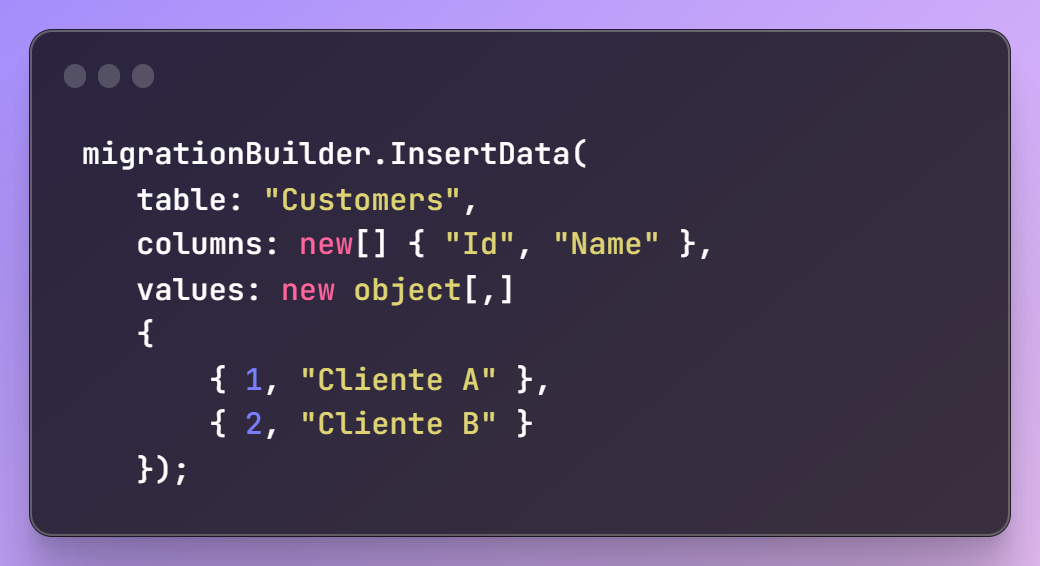 migrationBuilder.InsertData(
   table: "Customers",
   columns: new[] { "Id", "Name" },
   values: new object[,]
   {
       { 1, "Cliente A" },
       { 2, "Cliente B" }
   });